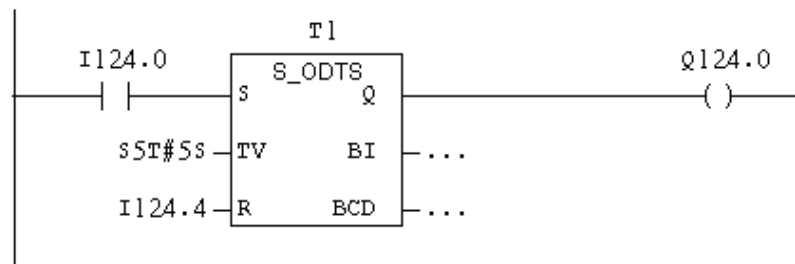 T1
I124.0
Q124.0
S_ODTS
S Q
S5T#5S TV BI ...
I124.4 R BCD ...